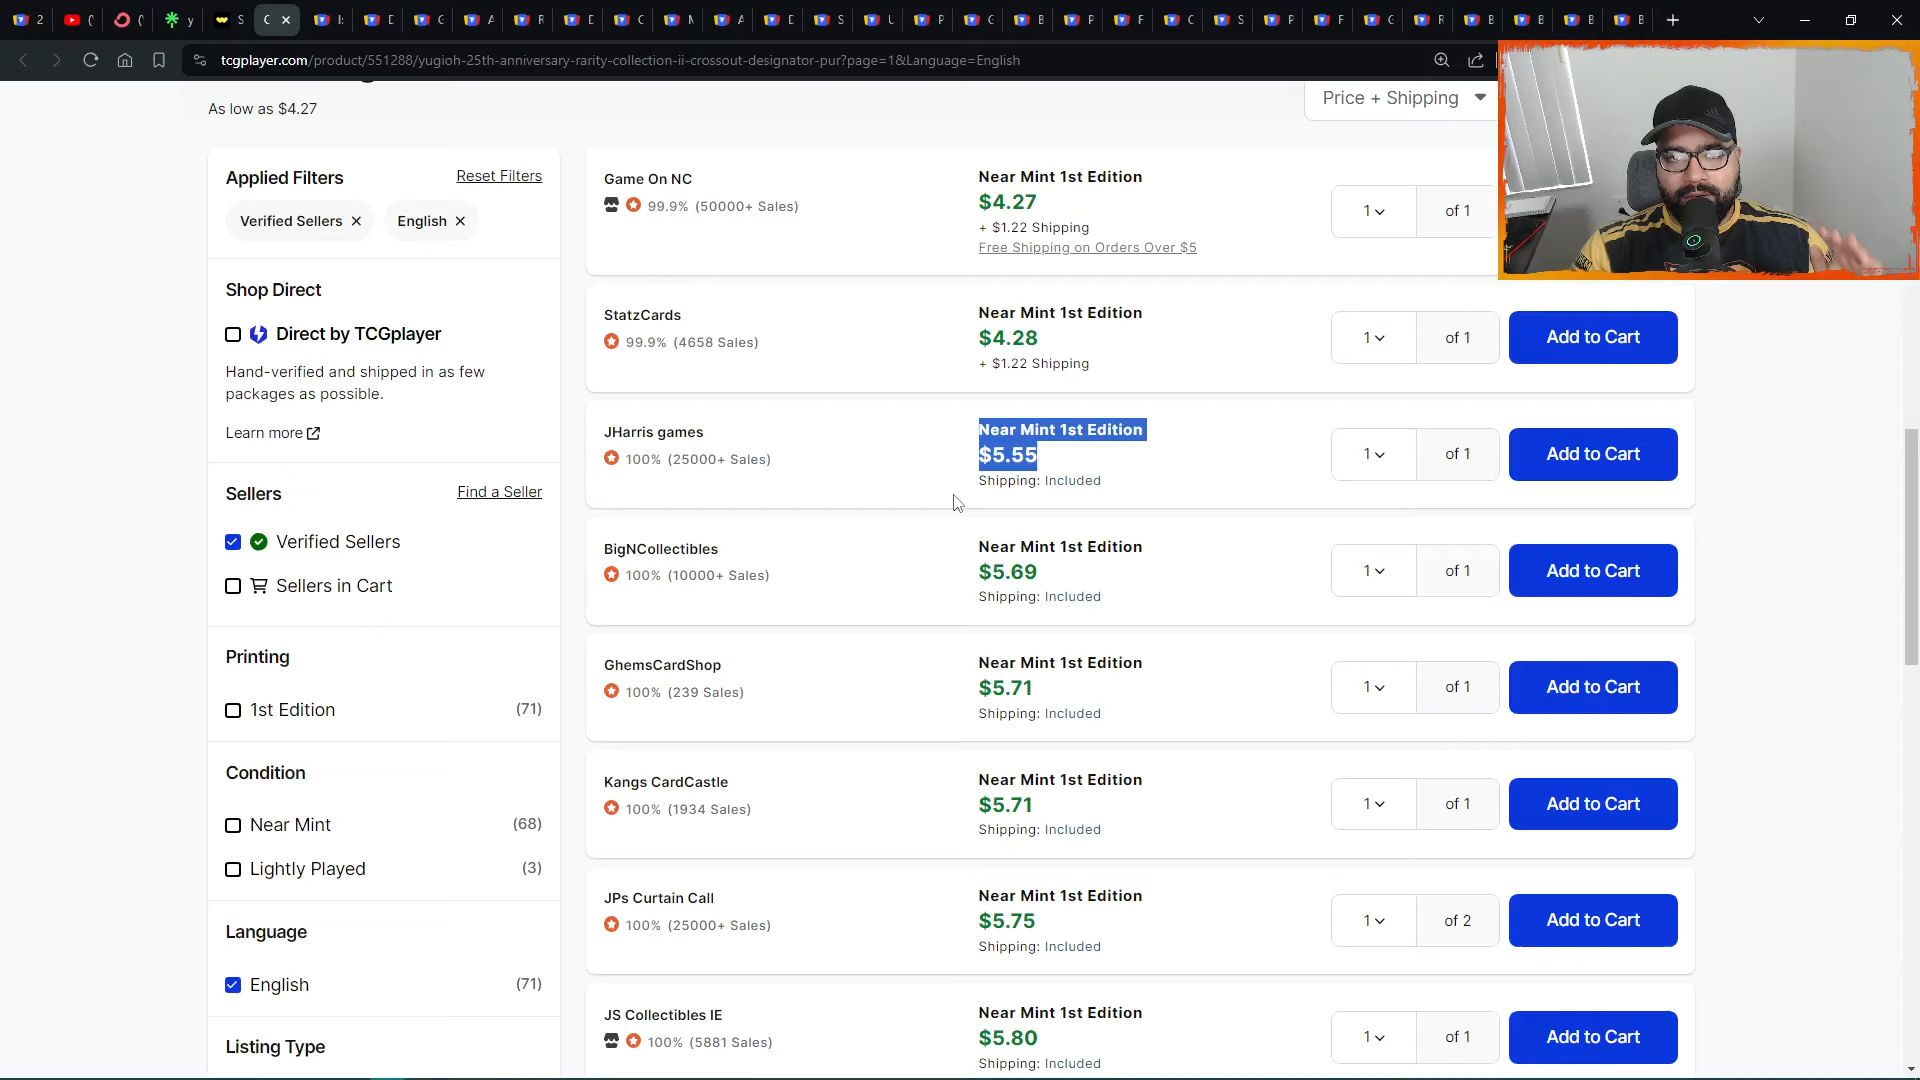 2
(
(
y
S
C
tcgplayer.com/product/551288/yugioh-25th-anniversary-rarity-collection-ii-crossout-designator-pur?page=1&Language=English
As low as $4.27
Price + Shipping
Applied Filters
Reset Filters
Verified Sellers
English
Shop Direct
Direct by TCGplayer
Hand-verified and shipped in as few
packages as possible.
Learn more
Sellers
Find a Seller
Verified Sellers
Sellers in Cart
Printing
1st Edition
(71)
Condition
Near Mint
(68)
Lightly Played
(3)
Language
English
(71)
Listing Type
Game On NC
99.9% (50000+ Sales)
Near Mint 1st Edition
$4.27
+ $1.22 Shipping
Free Shipping on Orders Over $5
1
of 1
StatzCards
99.9% (4658 Sales)
Near Mint 1st Edition
$4.28
+ $1.22 Shipping
1
of 1
Add to Cart
JHarris games
100% (25000+ Sales)
Near Mint 1st Edition
$5.55
Shipping: Included
1
of 1
Add to Cart
BigNCollectibles
100% (10000+ Sales)
Near Mint 1st Edition
$5.69
Shipping: Included
1
of 1
Add to Cart
GhemsCardShop
100% (239 Sales)
Near Mint 1st Edition
$5.71
Shipping: Included
1
of 1
Add to Cart
Kangs CardCastle
100% (1934 Sales)
Near Mint 1st Edition
$5.71
Shipping: Included
1
of 1
Add to Cart
JPs Curtain Call
100% (25000+ Sales)
Near Mint 1st Edition
$5.75
Shipping: Included
1
of 2
Add to Cart
JS Collectibles IE
100% (5881 Sales)
Near Mint 1st Edition
$5.80
Shipping: Included
1
of 1
Add to Cart